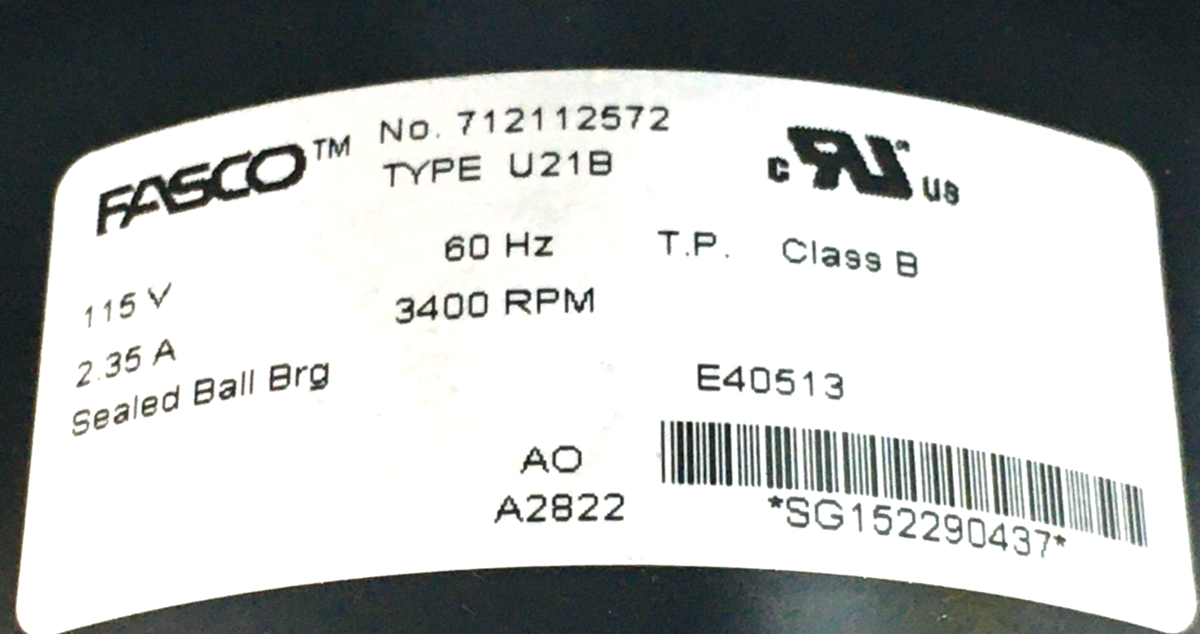 FASCO™
No. 712112572
TYPE U21B
c RU US
60 Hz
T.P. Class B
115 V
3400 RPM
2.35 A
Sealed Ball Brg
E40513
AO
A2822
*SG152290437*